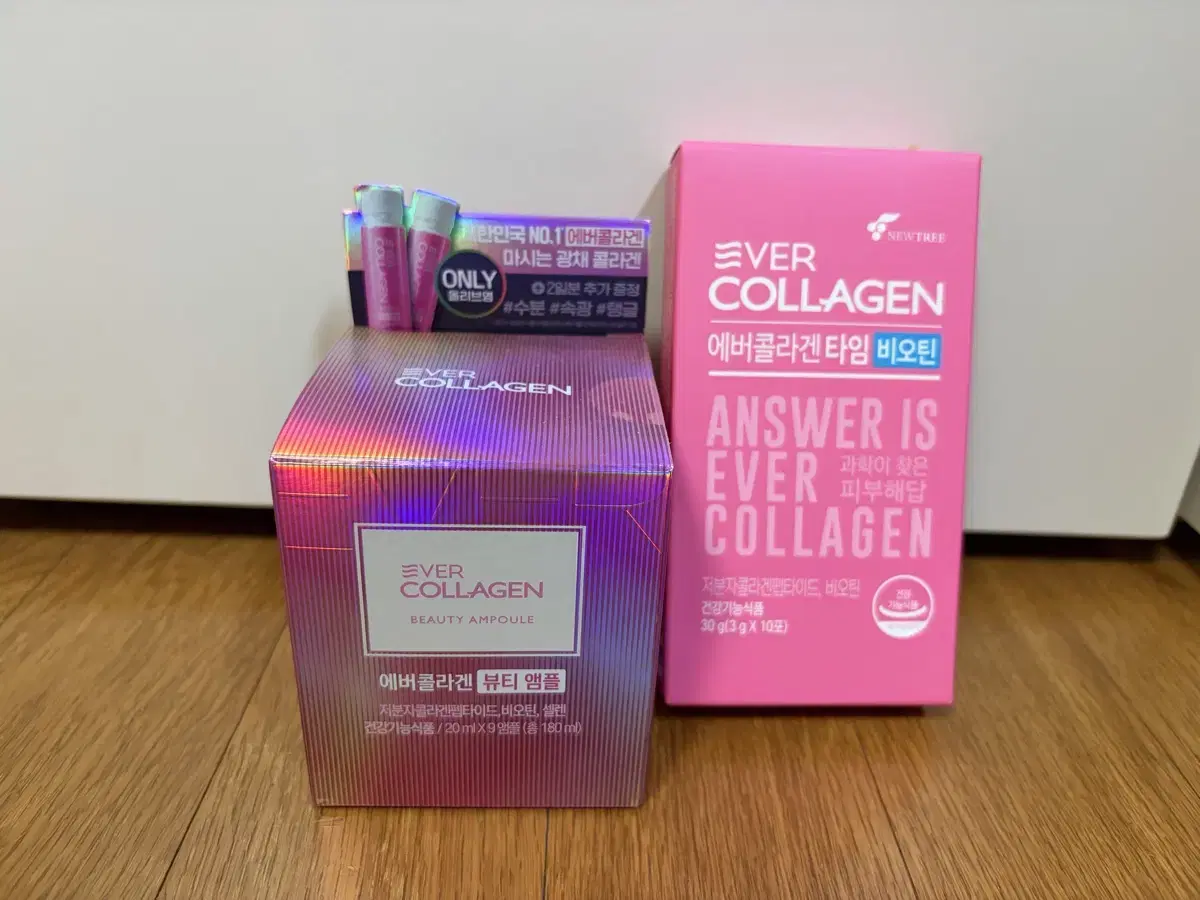 한민국 NO.1 에버콜라겐
마시는 광채 콜라겐
ONLY
올리브영
+2일분 추가 증정
#수분 #속광 #탱글
COLLAGEN
COLLAGEN
EVER
COLLAGEN
EVER
COLLAGEN
BEAUTY AMPOULE
에버콜라겐 뷰티 앰플
저분자콜라겐펩타이드, 비오틴, 셀렌
건강기능식품 / 20 ml X 9 앰플 (총 180 ml)
NEWTREE
EVER
COLLAGEN
에버콜라겐 타임 비오틴
ANSWER IS
EVER 과학이 찾은
피부해답
COLLAGEN
저분자콜라겐펩타이드, 비오틴
건강기능식품
30 g(3 g X 10포)
건강
기능식품